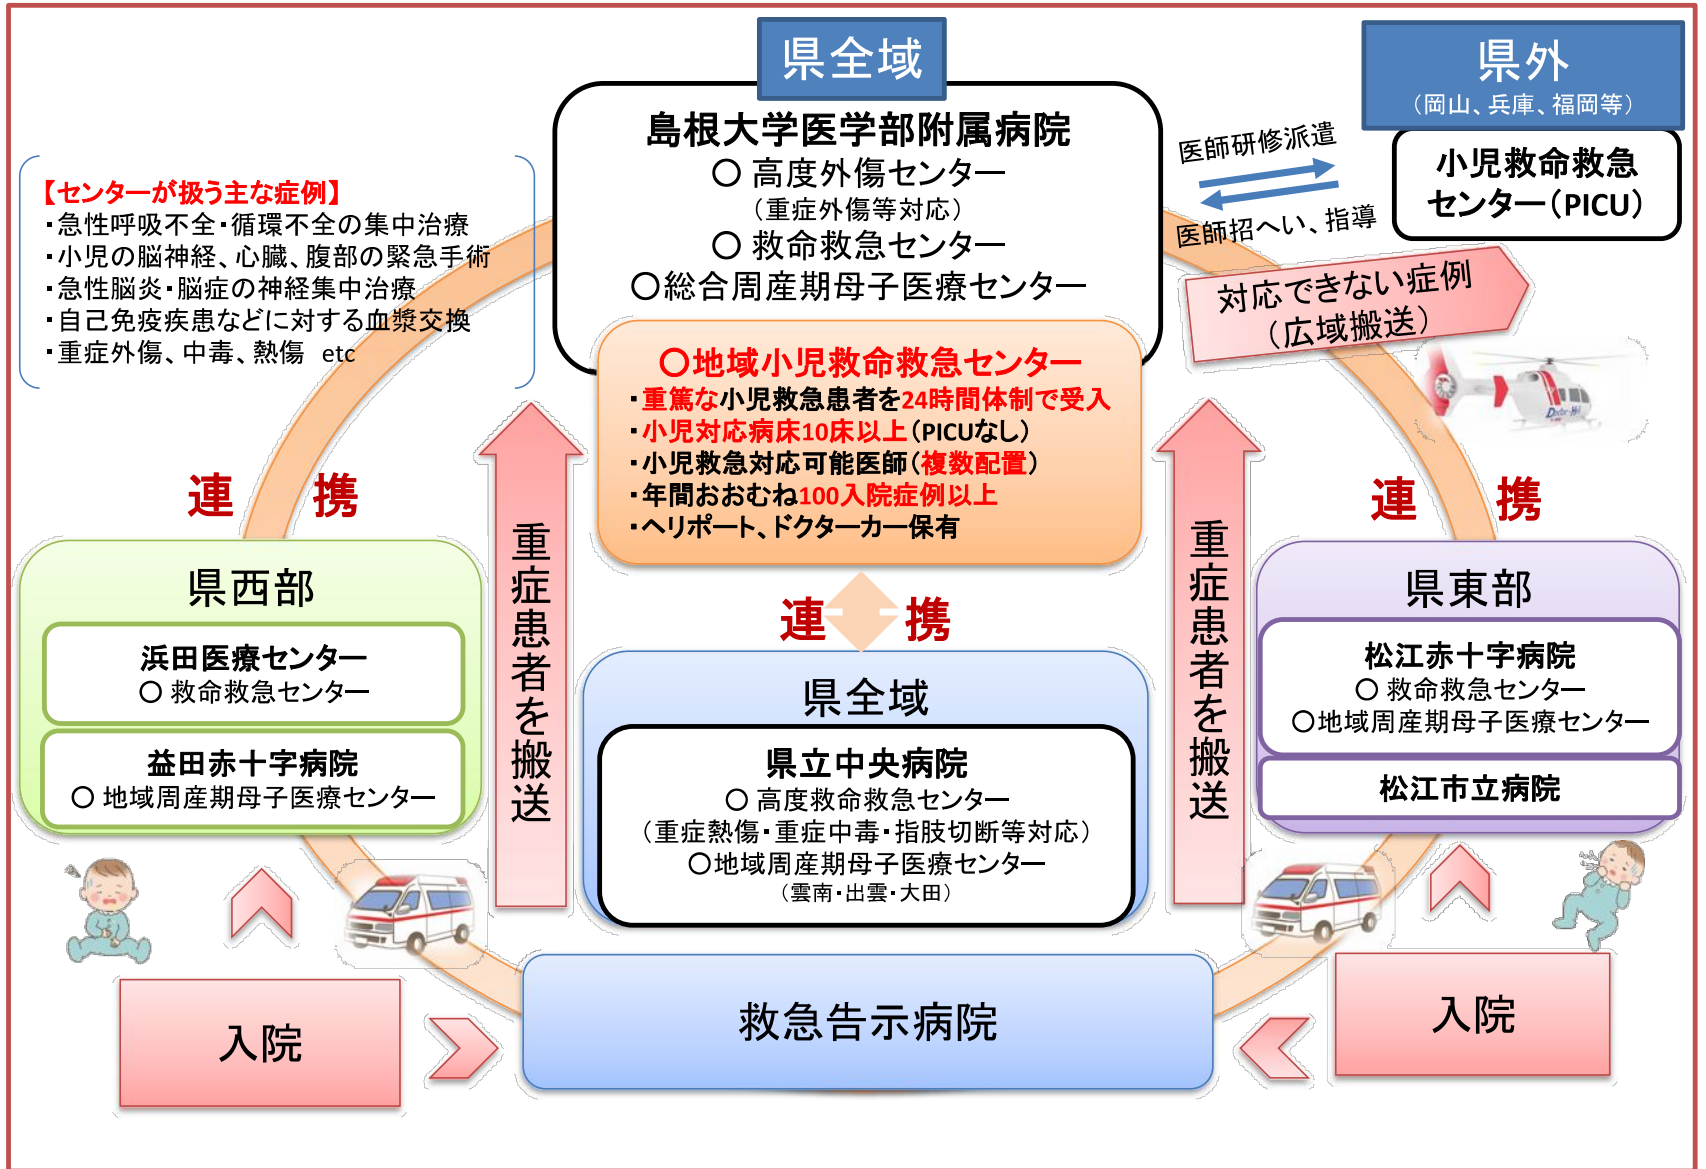 県全域
島根大学医学部附属病院
〇 高度外傷センター
（重症外傷等対応）
〇 救命救急センター
〇総合周産期母子医療センター
県外
（岡山、兵庫、福岡等）
小児救命救急
センター（PICU）
医師研修派遣
医師招へい、指導
対応できない症例
（広域搬送）
【センターが扱う主な症例】
・急性呼吸不全・循環不全の集中治療
・小児の脳神経、心臓、腹部の緊急手術
・急性脳炎・脳症の神経集中治療
・自己免疫疾患などに対する血漿交換
・重症外傷、中毒、熱傷 etc
〇地域小児救命救急センター
・重篤な小児救急患者を24時間体制で受入
・小児対応病床10床以上（PICUなし）
・小児救急対応可能医師（複数配置）
・年間おおむね100入院症例以上
・ヘリポート、ドクターカー保有
連 携
連 携
連 携
重症患者を搬送
重症患者を搬送
県西部
浜田医療センター
〇 救命救急センター
益田赤十字病院
〇 地域周産期母子医療センター
県全域
県立中央病院
〇 高度救命救急センター
（重症熱傷・重症中毒・指肢切断等対応）
〇地域周産期母子医療センター
（雲南・出雲・大田）
県東部
松江赤十字病院
〇 救命救急センター
〇地域周産期母子医療センター
松江市立病院
入院
救急告示病院
入院